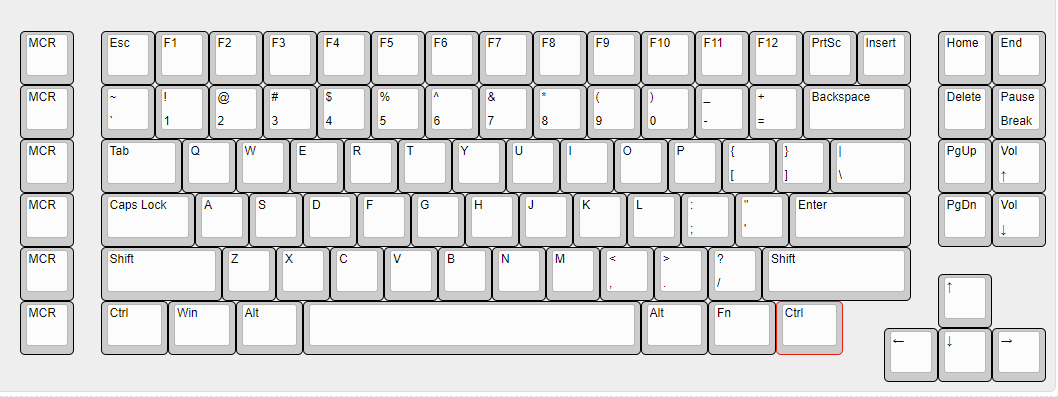 MCR Esc F1 F2 F3 F4 F5 F6 F7 F8 F9 F10 F11 F12 PrtSc Insert Home End
MCR ~ ! @ # $ % ^ & * ( ) _ + Backspace Delete Pause
` 1 2 3 4 5 6 7 8 9 0 - = Break
MCR Tab Q W E R T Y U I O P { } | PgUp Vol
[ ] \ ↑
MCR Caps Lock A S D F G H J K L : " Enter PgDn Vol
; ' ↓
MCR Shift Z X C V B N M < > ? Shift
, . /
↑
MCR Ctrl Win Alt Alt Fn Ctrl
← ↓ →